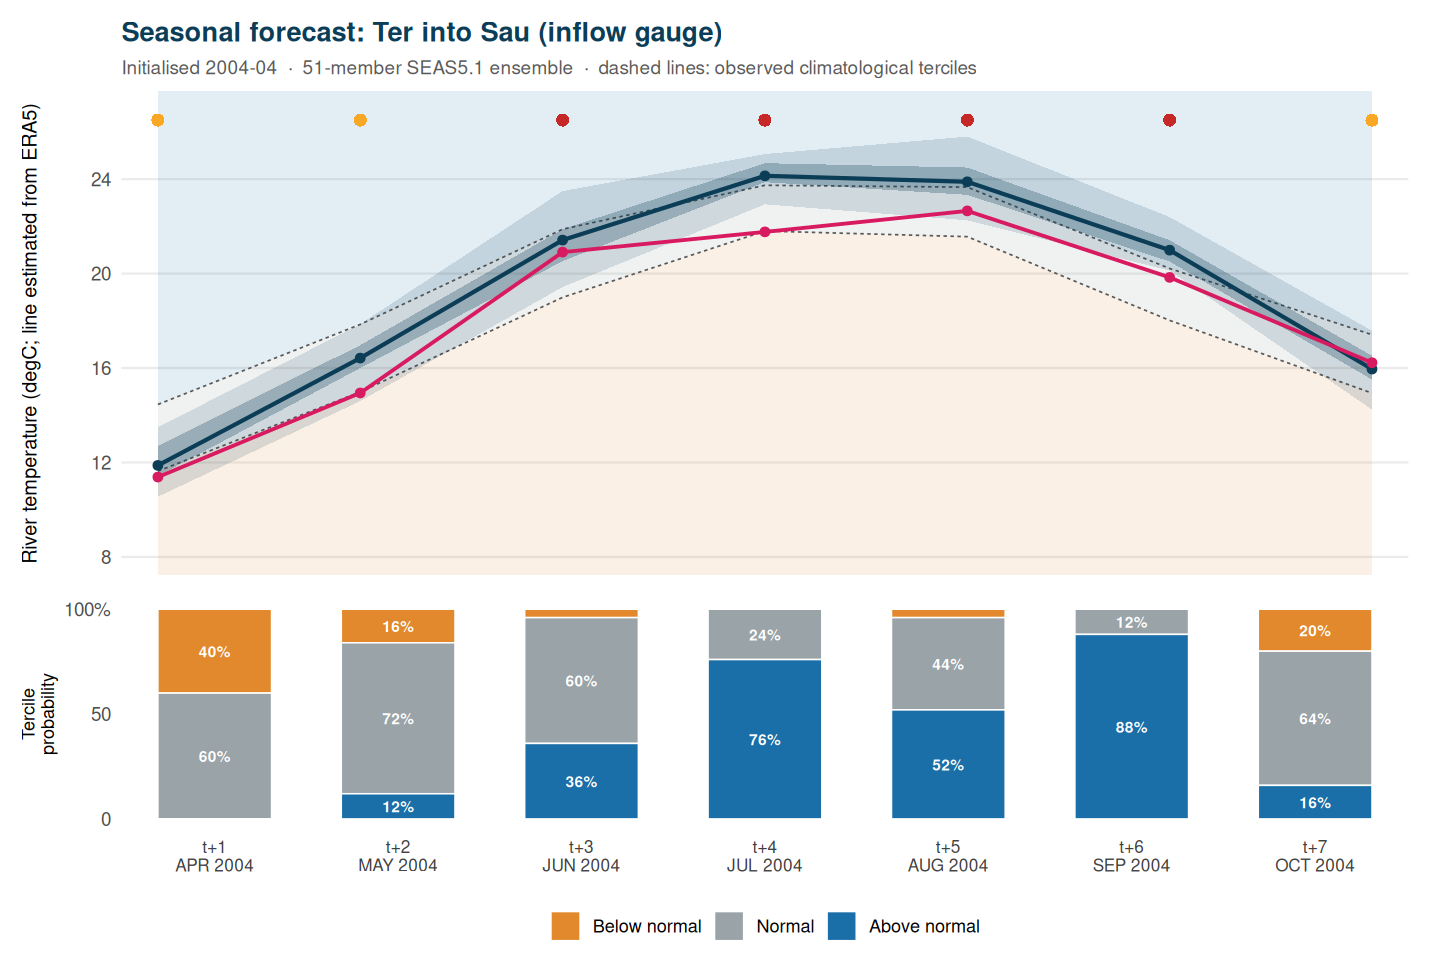 Seasonal forecast: Ter into Sau (inflow gauge)
Initialised 2004-04 · 51-member SEAS5.1 ensemble · dashed lines: observed climatological terciles
River temperature (degC; line estimated from ERA5)
24
20
16
12
8
Tercile
probability
100%
50
0
40%
60%
16%
72%
12%
60%
36%
24%
76%
44%
52%
12%
88%
20%
64%
16%
t+1
APR 2004
t+2
MAY 2004
t+3
JUN 2004
t+4
JUL 2004
t+5
AUG 2004
t+6
SEP 2004
t+7
OCT 2004
Below normal
Normal
Above normal